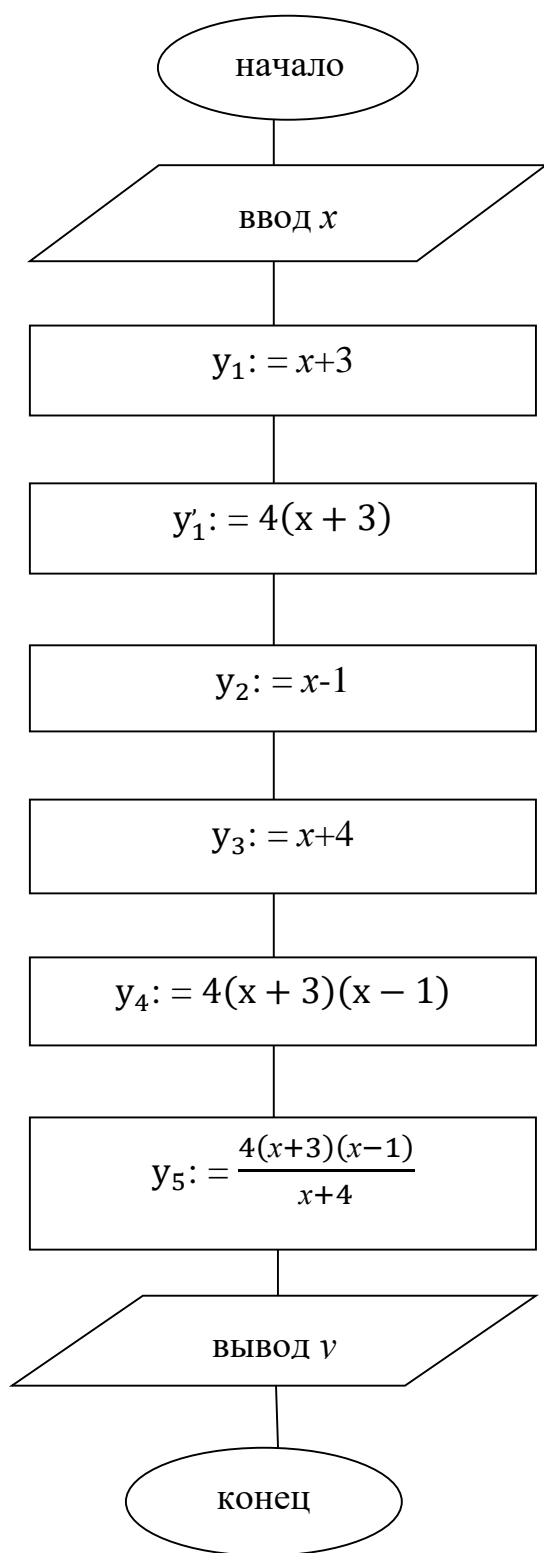 начало
ввод x
y₁: = x+3
y′₁: = 4(x + 3)
y₂: = x-1
y₃: = x+4
y₄: = 4(x + 3)(x − 1)
y₅: = 4(x+3)(x−1)
x+4
вывод v
конец